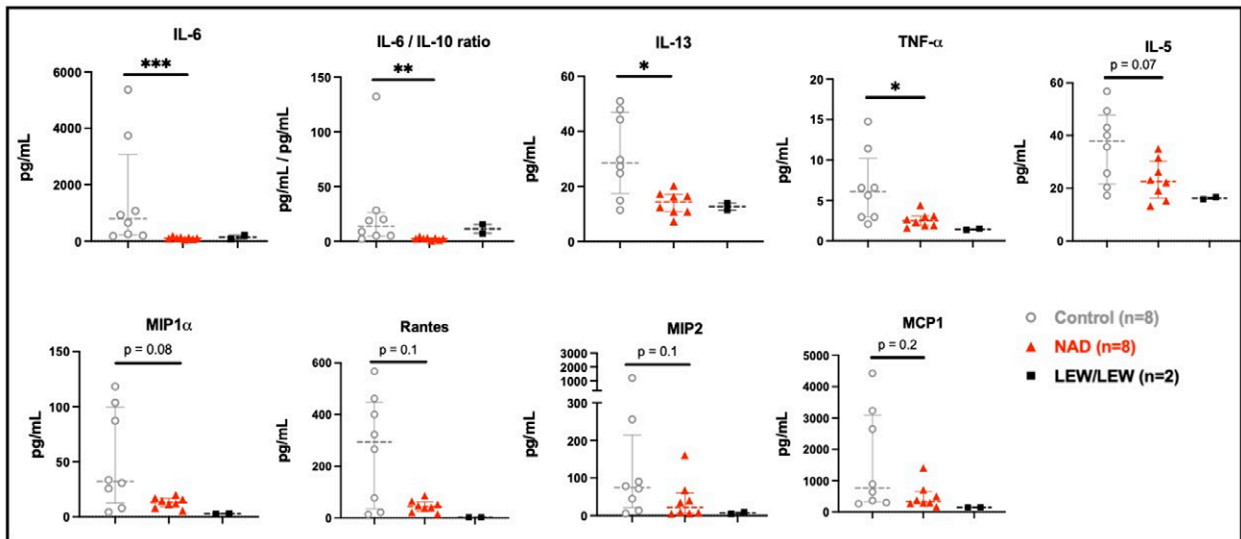 IL-6
***
6000
4000
2000
0
pg/mL
IL-6 / IL-10 ratio
**
150
100
50
0
pg/mL / pg/mL
IL-13
*
60
40
20
0
pg/mL
TNF-α
*
20
15
10
5
0
pg/mL
IL-5
p = 0.07
60
40
20
0
pg/mL
MIP1α
p = 0.08
150
100
50
0
pg/mL
Rantes
p = 0.1
600
400
200
0
pg/mL
MIP2
p = 0.1
3000
2000
1000
300
200
100
0
pg/mL
MCP1
p = 0.2
5000
4000
3000
2000
1000
0
pg/mL
Control (n=8)
NAD (n=8)
LEW/LEW (n=2)